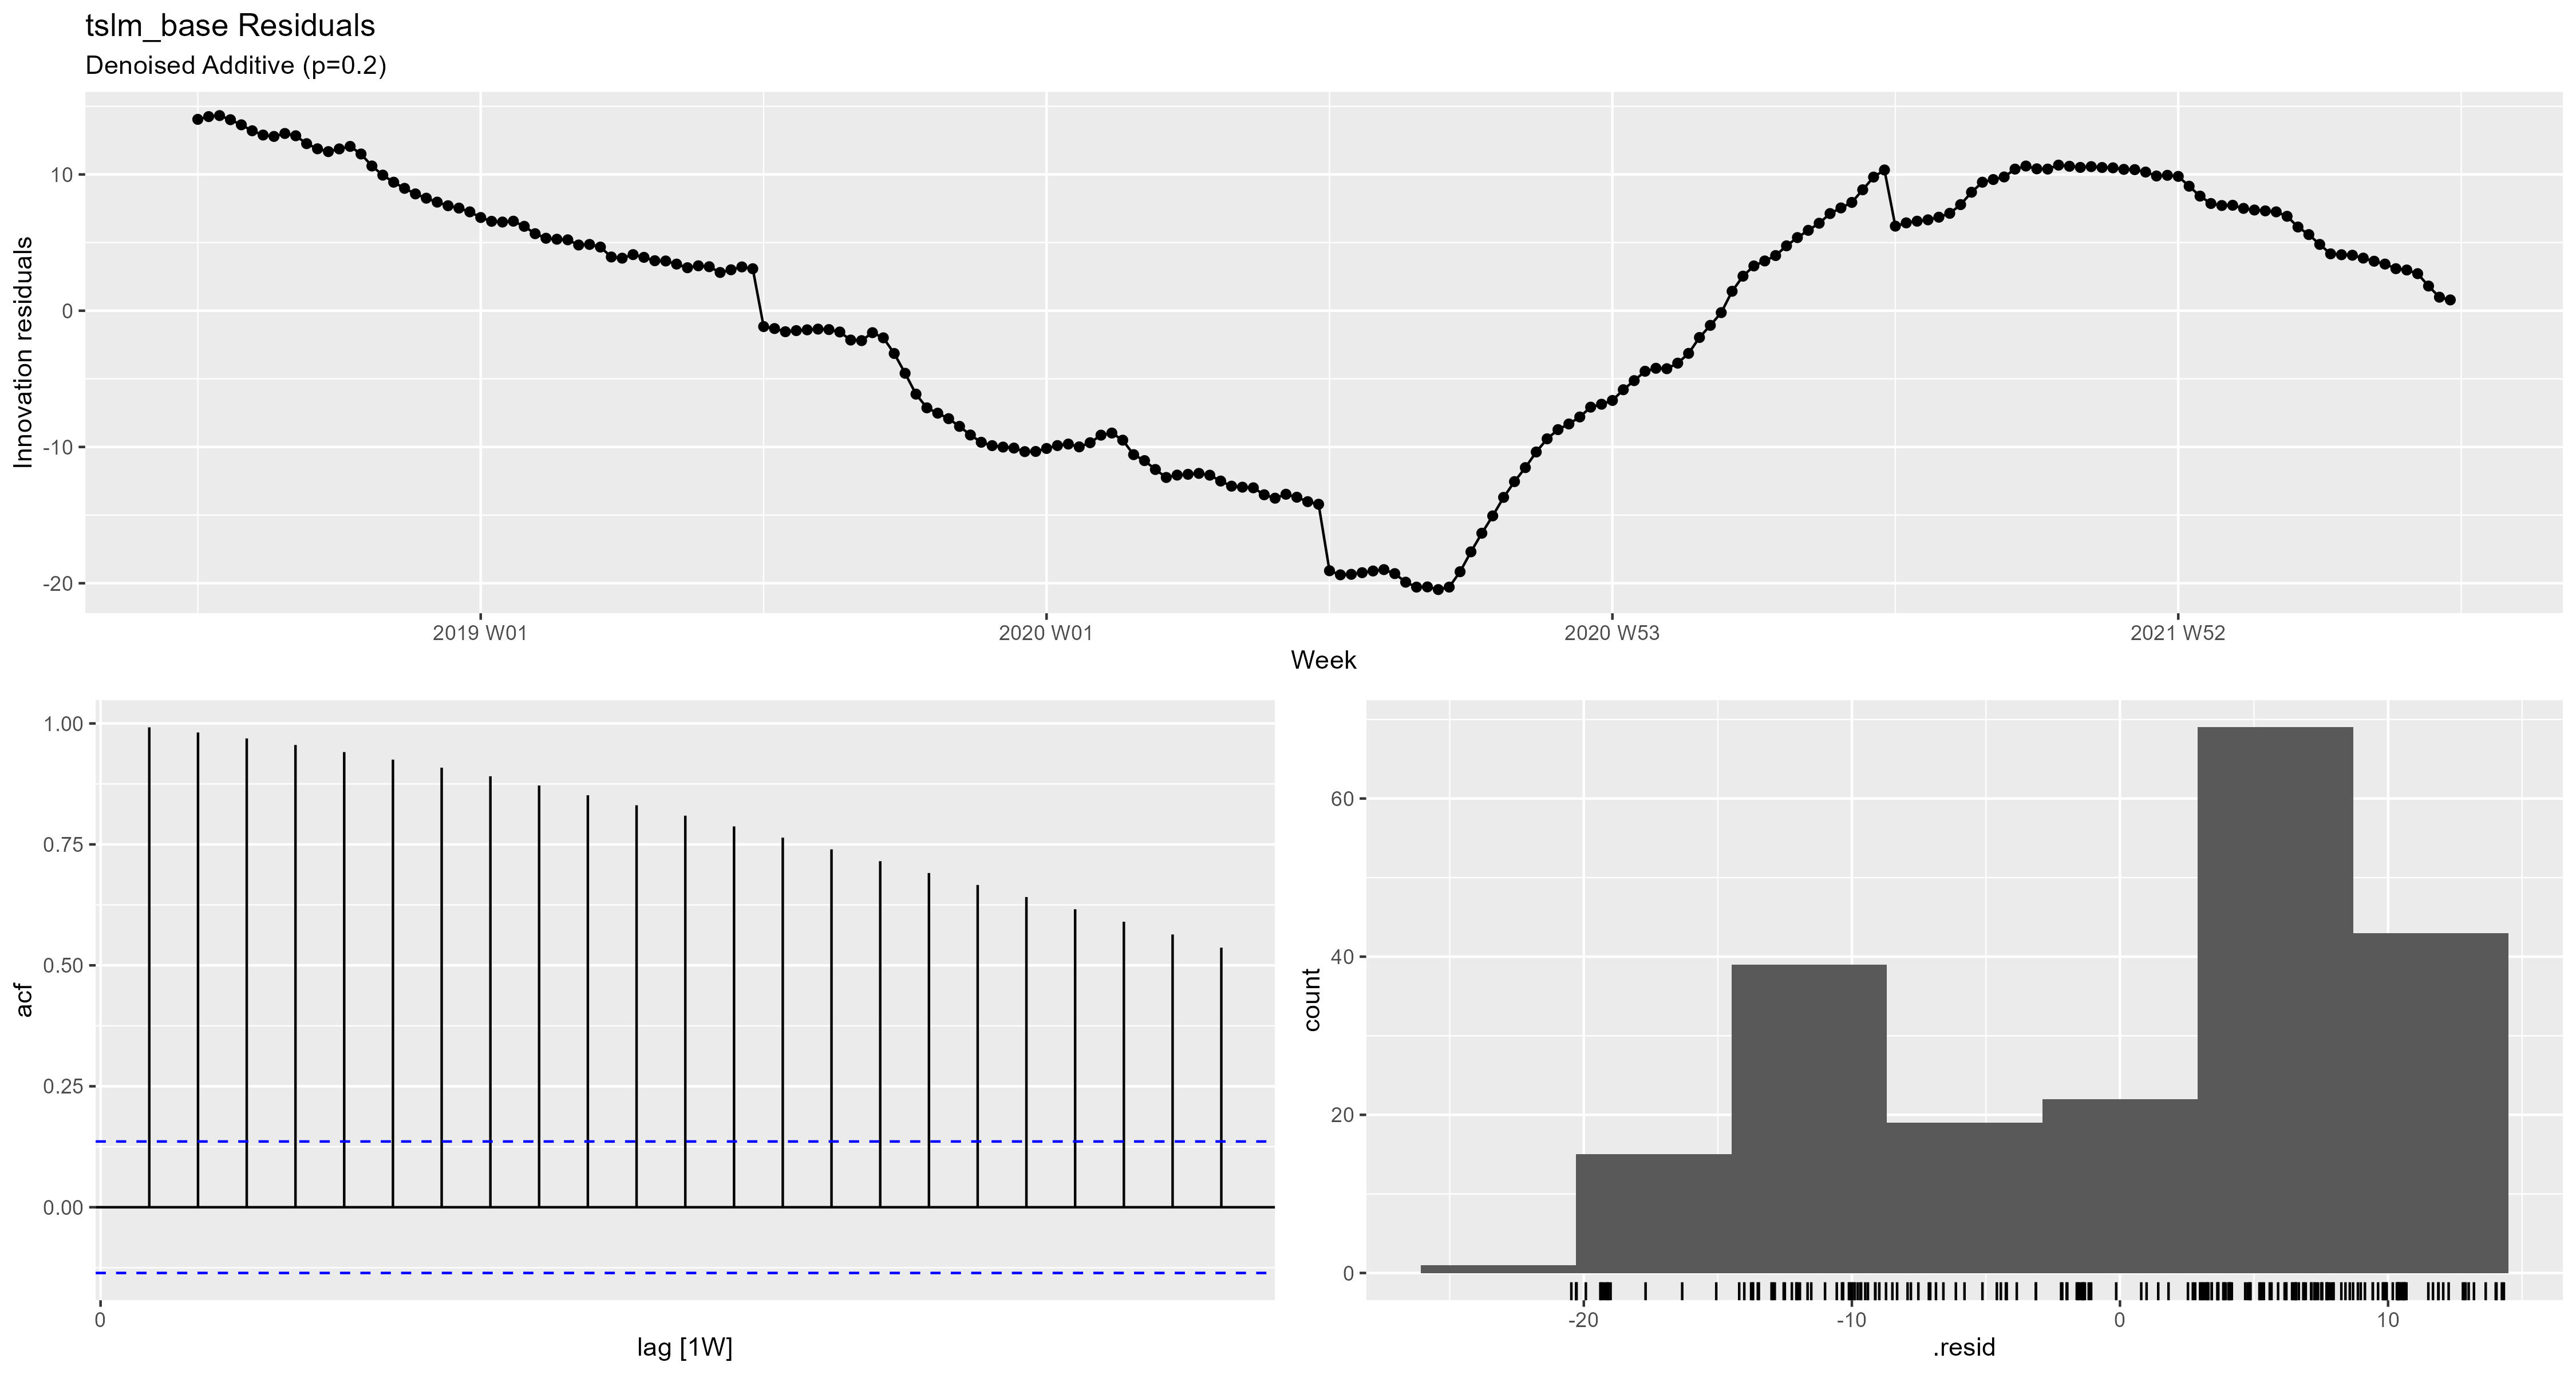 tslm_base Residuals
Denoised Additive (p=0.2)
Innovation residuals
10
0
-10
-20
2019 W01
2020 W01
2020 W53
2021 W52
Week
acf
1.00
0.75
0.50
0.25
0.00
0
lag [1W]
count
60
40
20
0
-20
-10
0
10
.resid